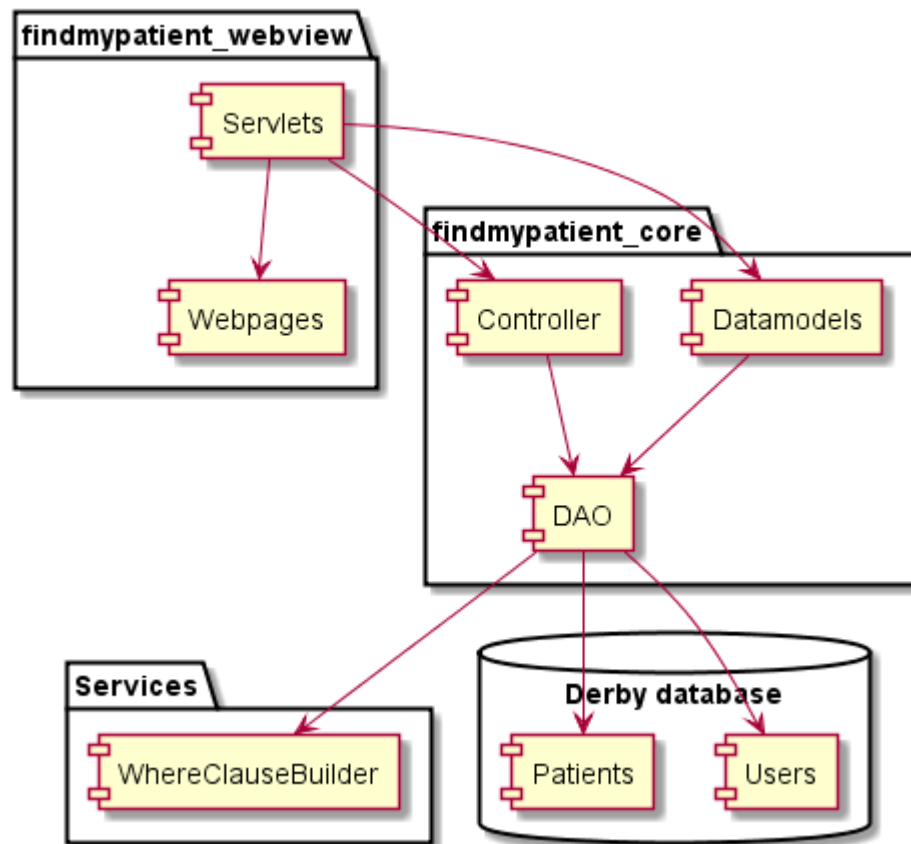 findmypatient_webview
Servlets
findmypatient_core
Webpages
Controller
Datamodels
DAO
Services
Derby database
WhereClauseBuilder
Patients
Users